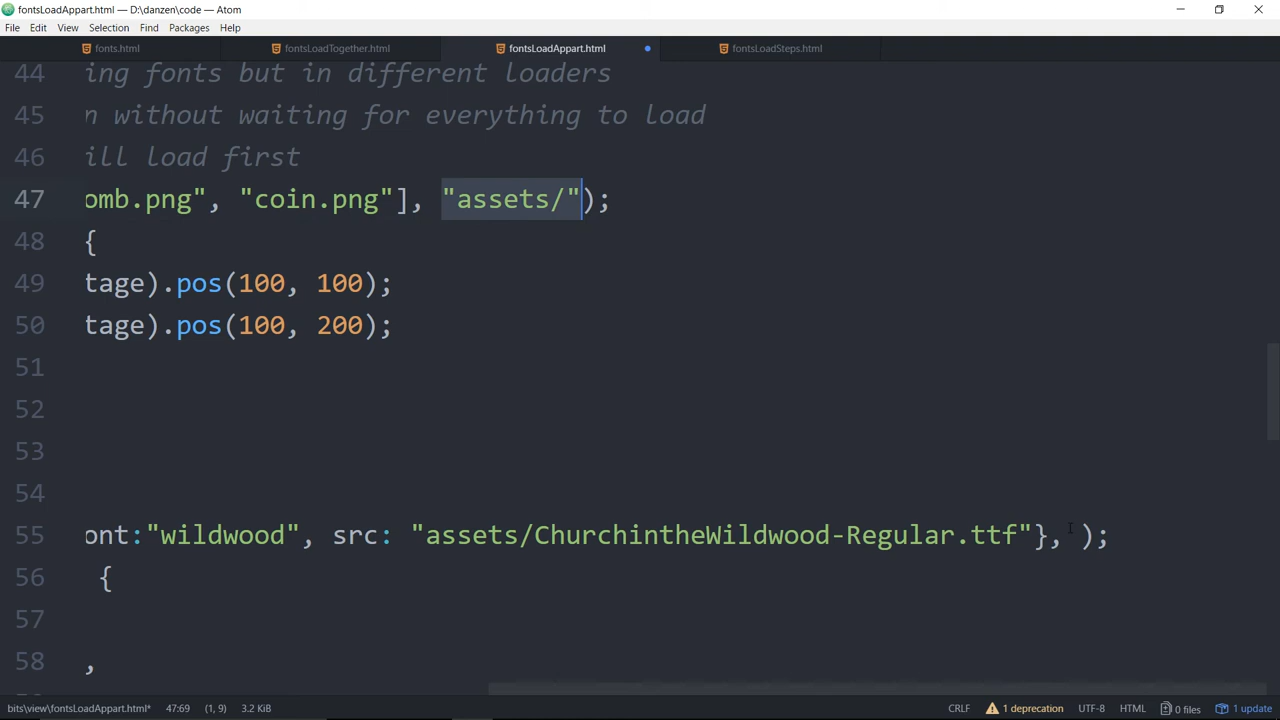 fontsLoadAppart.html — D:\danzen\code — Atom
File Edit View Selection Find Packages Help
fonts.html fontsLoadTogether.html fontsLoadAppart.html fontsLoadSteps.html
44 ing fonts but in different loaders
45 n without waiting for everything to load
46 ill load first
47 omb.png", "coin.png"], "assets/");
48 {
49 tage).pos(100, 100);
50 tage).pos(100, 200);
51
52
53
54
55 ont:"wildwood", src: "assets/ChurchintheWildwood-Regular.ttf"}, );
56 {
57
58 ,
bits\view\fontsLoadAppart.html* 47:69 (1, 9) 3.2 KiB CRLF 1 deprecation UTF-8 HTML 0 files 1 update